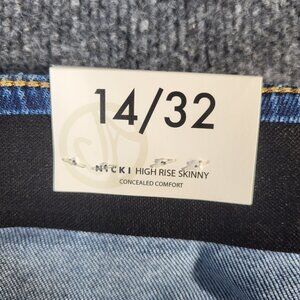 14/32
NICKI HIGH RISE SKINNY
CONCEALED COMFORT